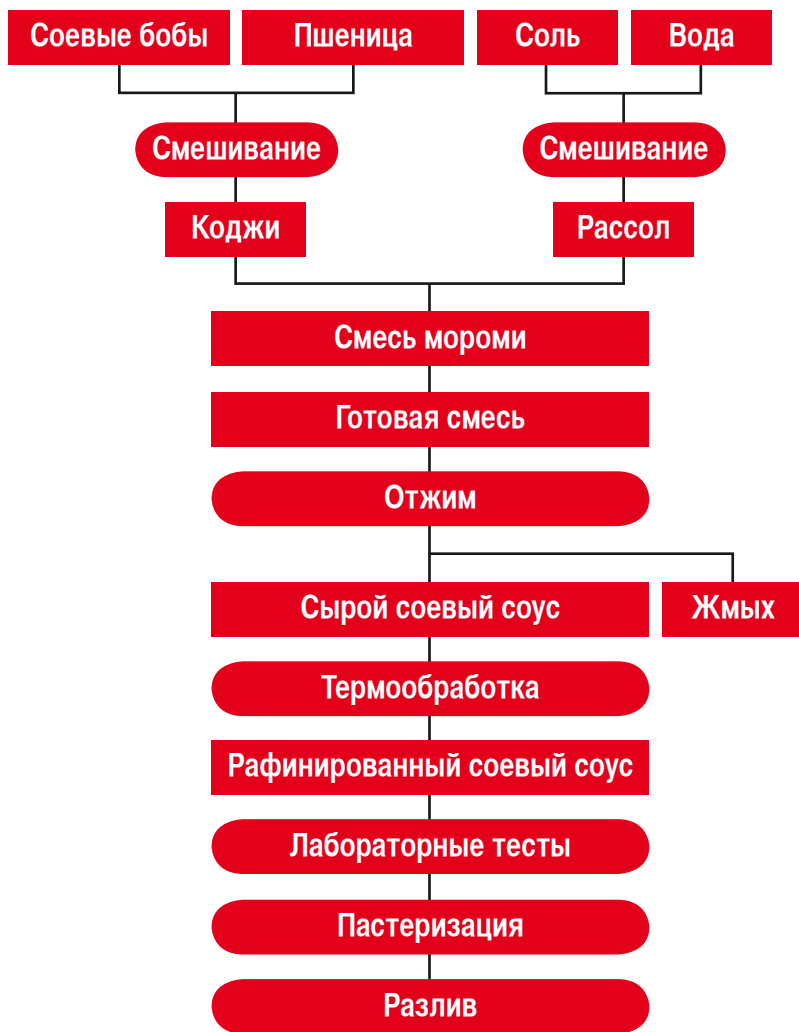 Соевые бобы
Пшеница
Соль
Вода
Смешивание
Смешивание
Коджи
Рассол
Смесь мороми
Готовая смесь
Отжим
Сырой соевый соус
Жмых
Термообработка
Рафинированный соевый соус
Лабораторные тесты
Пастеризация
Разлив